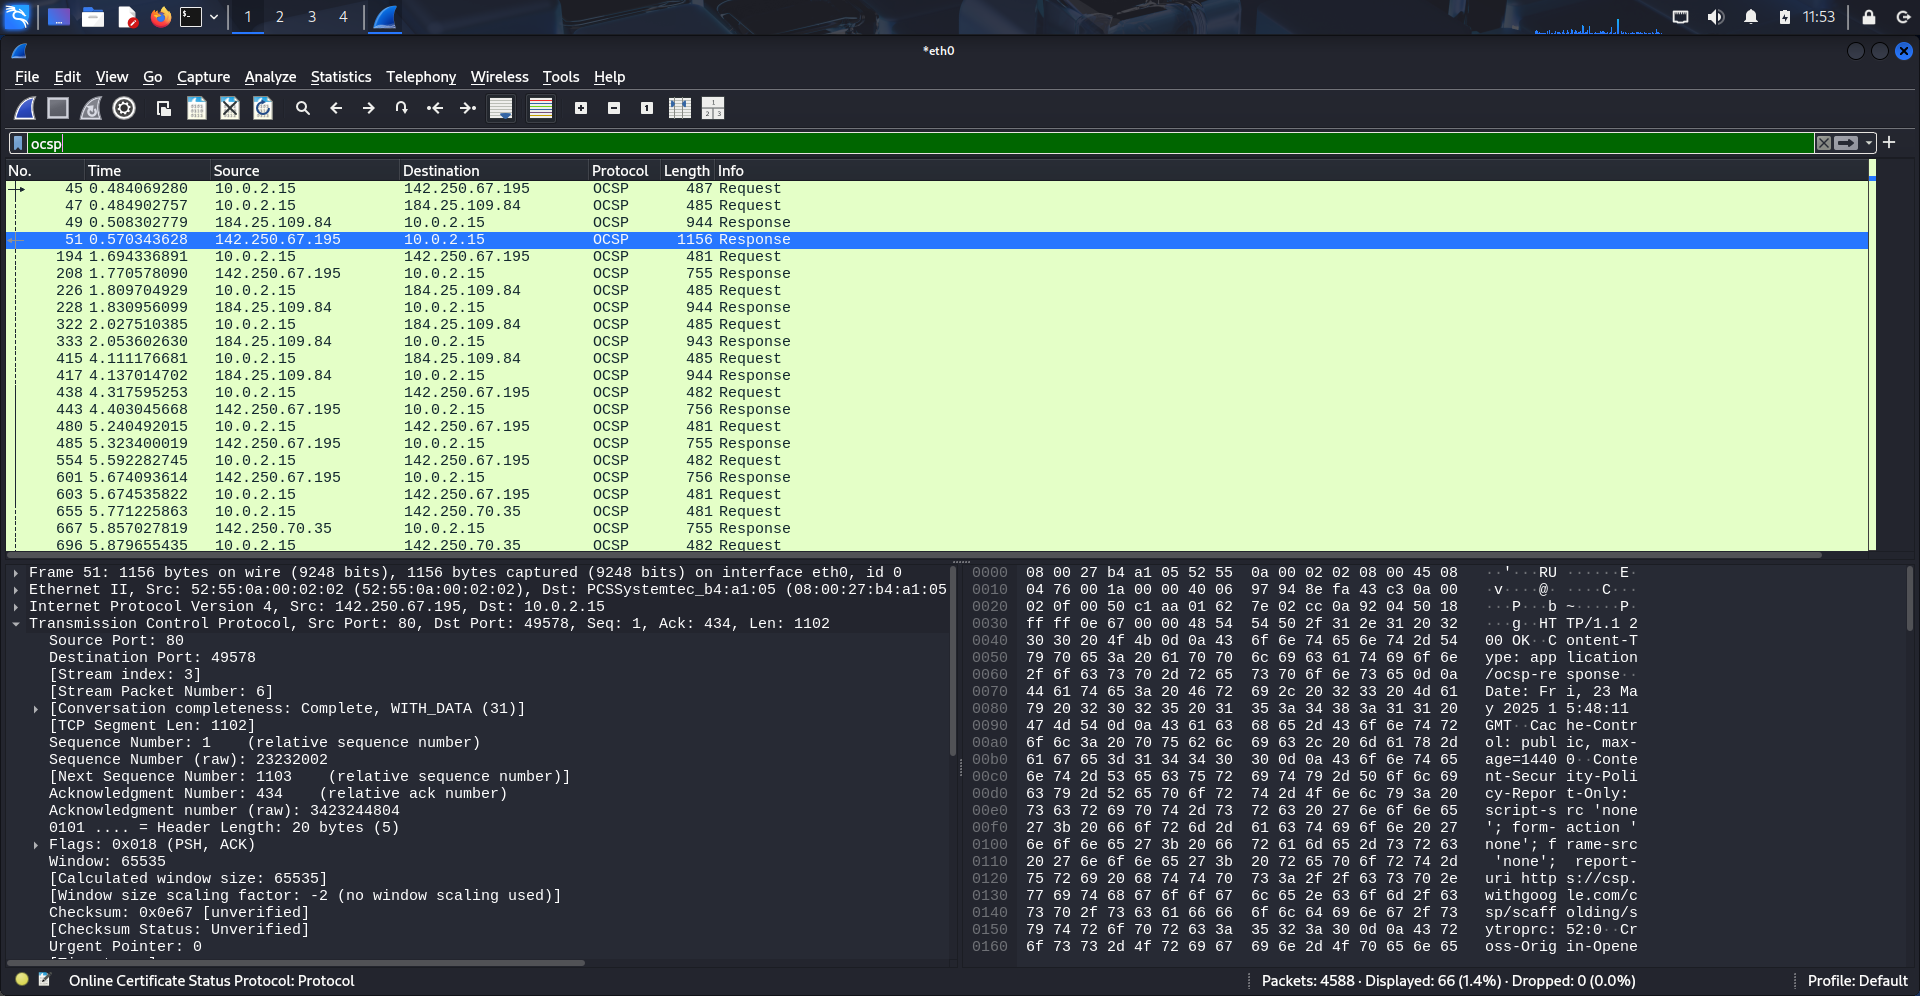 1 2 3 4 11:53
*eth0
File Edit View Go Capture Analyze Statistics Telephony Wireless Tools Help
ocsp
No. Time Source Destination Protocol Length Info
45 0.484069280 10.0.2.15 142.250.67.195 OCSP 487 Request
47 0.484902757 10.0.2.15 184.25.109.84 OCSP 485 Request
49 0.508302779 184.25.109.84 10.0.2.15 OCSP 944 Response
51 0.570343628 142.250.67.195 10.0.2.15 OCSP 1156 Response
194 1.694336891 10.0.2.15 142.250.67.195 OCSP 481 Request
208 1.770578090 142.250.67.195 10.0.2.15 OCSP 755 Response
226 1.809704929 10.0.2.15 184.25.109.84 OCSP 485 Request
228 1.830956099 184.25.109.84 10.0.2.15 OCSP 944 Response
322 2.027510385 10.0.2.15 184.25.109.84 OCSP 485 Request
333 2.053602630 184.25.109.84 10.0.2.15 OCSP 943 Response
415 4.111176681 10.0.2.15 184.25.109.84 OCSP 485 Request
417 4.137014702 184.25.109.84 10.0.2.15 OCSP 944 Response
438 4.317595253 10.0.2.15 142.250.67.195 OCSP 482 Request
443 4.403045668 142.250.67.195 10.0.2.15 OCSP 756 Response
480 5.240492015 10.0.2.15 142.250.67.195 OCSP 481 Request
485 5.323400019 142.250.67.195 10.0.2.15 OCSP 755 Response
554 5.592282745 10.0.2.15 142.250.67.195 OCSP 482 Request
601 5.674093614 142.250.67.195 10.0.2.15 OCSP 756 Response
603 5.674535822 10.0.2.15 142.250.67.195 OCSP 481 Request
655 5.771225863 10.0.2.15 142.250.70.35 OCSP 481 Request
667 5.857027819 142.250.70.35 10.0.2.15 OCSP 755 Response
696 5.879655435 10.0.2.15 142.250.70.35 OCSP 482 Request
Frame 51: 1156 bytes on wire (9248 bits), 1156 bytes captured (9248 bits) on interface eth0, id 0
Ethernet II, Src: 52:55:0a:00:02:02 (52:55:0a:00:02:02), Dst: PCSSystemtec_b4:a1:05 (08:00:27:b4:a1:05
Internet Protocol Version 4, Src: 142.250.67.195, Dst: 10.0.2.15
Transmission Control Protocol, Src Port: 80, Dst Port: 49578, Seq: 1, Ack: 434, Len: 1102
Source Port: 80
Destination Port: 49578
[Stream index: 3]
[Stream Packet Number: 6]
[Conversation completeness: Complete, WITH_DATA (31)]
[TCP Segment Len: 1102]
Sequence Number: 1 (relative sequence number)
Sequence Number (raw): 23232002
[Next Sequence Number: 1103 (relative sequence number)]
Acknowledgment Number: 434 (relative ack number)
Acknowledgment number (raw): 3423244804
0101 .... = Header Length: 20 bytes (5)
Flags: 0x018 (PSH, ACK)
Window: 65535
[Calculated window size: 65535]
[Window size scaling factor: -2 (no window scaling used)]
Checksum: 0x0e67 [unverified]
[Checksum Status: Unverified]
Urgent Pointer: 0
0000 08 00 27 b4 a1 05 52 55 0a 00 02 02 08 00 45 08 ··'···RU ······E·
0010 04 76 00 1a 00 00 40 06 97 94 8e fa 43 c3 0a 00 ·v····@· ····C···
0020 02 0f 00 50 c1 aa 01 62 7e 02 cc 0a 92 04 50 18 ···P···b ~·····P·
0030 ff ff 0e 67 00 00 48 54 54 50 2f 31 2e 31 20 32 ···g··HT TP/1.1 2
0040 30 30 20 4f 4b 0d 0a 43 6f 6e 74 65 6e 74 2d 54 00 OK··C ontent-T
0050 79 70 65 3a 20 61 70 70 6c 69 63 61 74 69 6f 6e ype: app lication
0060 2f 6f 63 73 70 2d 72 65 73 70 6f 6e 73 65 0d 0a /ocsp-re sponse··
0070 44 61 74 65 3a 20 46 72 69 2c 20 32 33 20 4d 61 Date: Fr i, 23 Ma
0080 79 20 32 30 32 35 20 31 35 3a 34 38 3a 31 31 20 y 2025 1 5:48:11
0090 47 4d 54 0d 0a 43 61 63 68 65 2d 43 6f 6e 74 72 GMT··Cac he-Contr
00a0 6f 6c 3a 20 70 75 62 6c 69 63 2c 20 6d 61 78 2d ol: publ ic, max-
00b0 61 67 65 3d 31 34 34 30 30 0d 0a 43 6f 6e 74 65 age=1440 0··Conte
00c0 6e 74 2d 53 65 63 75 72 69 74 79 2d 50 6f 6c 69 nt-Secur ity-Poli
00d0 63 79 2d 52 65 70 6f 72 74 2d 4f 6e 6c 79 3a 20 cy-Repor t-Only:
00e0 73 63 72 69 70 74 2d 73 72 63 20 27 6e 6f 6e 65 script-s rc 'none
00f0 27 3b 20 66 6f 72 6d 2d 61 63 74 69 6f 6e 20 27 '; form- action '
0100 6e 6f 6e 65 27 3b 20 66 72 61 6d 65 2d 73 72 63 none'; f rame-src
0110 20 27 6e 6f 6e 65 27 3b 20 72 65 70 6f 72 74 2d 'none'; report-
0120 75 72 69 20 68 74 74 70 73 3a 2f 2f 63 73 70 2e uri http s://csp.
0130 77 69 74 68 67 6f 6f 67 6c 65 2e 63 6f 6d 2f 63 withgoog le.com/c
0140 73 70 2f 73 63 61 66 66 6f 6c 64 69 6e 67 2f 73 sp/scaff olding/s
0150 79 74 72 6f 70 72 63 3a 35 32 3a 30 0d 0a 43 72 ytroprc: 52:0··Cr
0160 6f 73 73 2d 4f 72 69 67 69 6e 2d 4f 70 65 6e 65 oss-Orig in-Opene
Online Certificate Status Protocol: Protocol
Packets: 4588 · Displayed: 66 (1.4%) · Dropped: 0 (0.0%)
Profile: Default